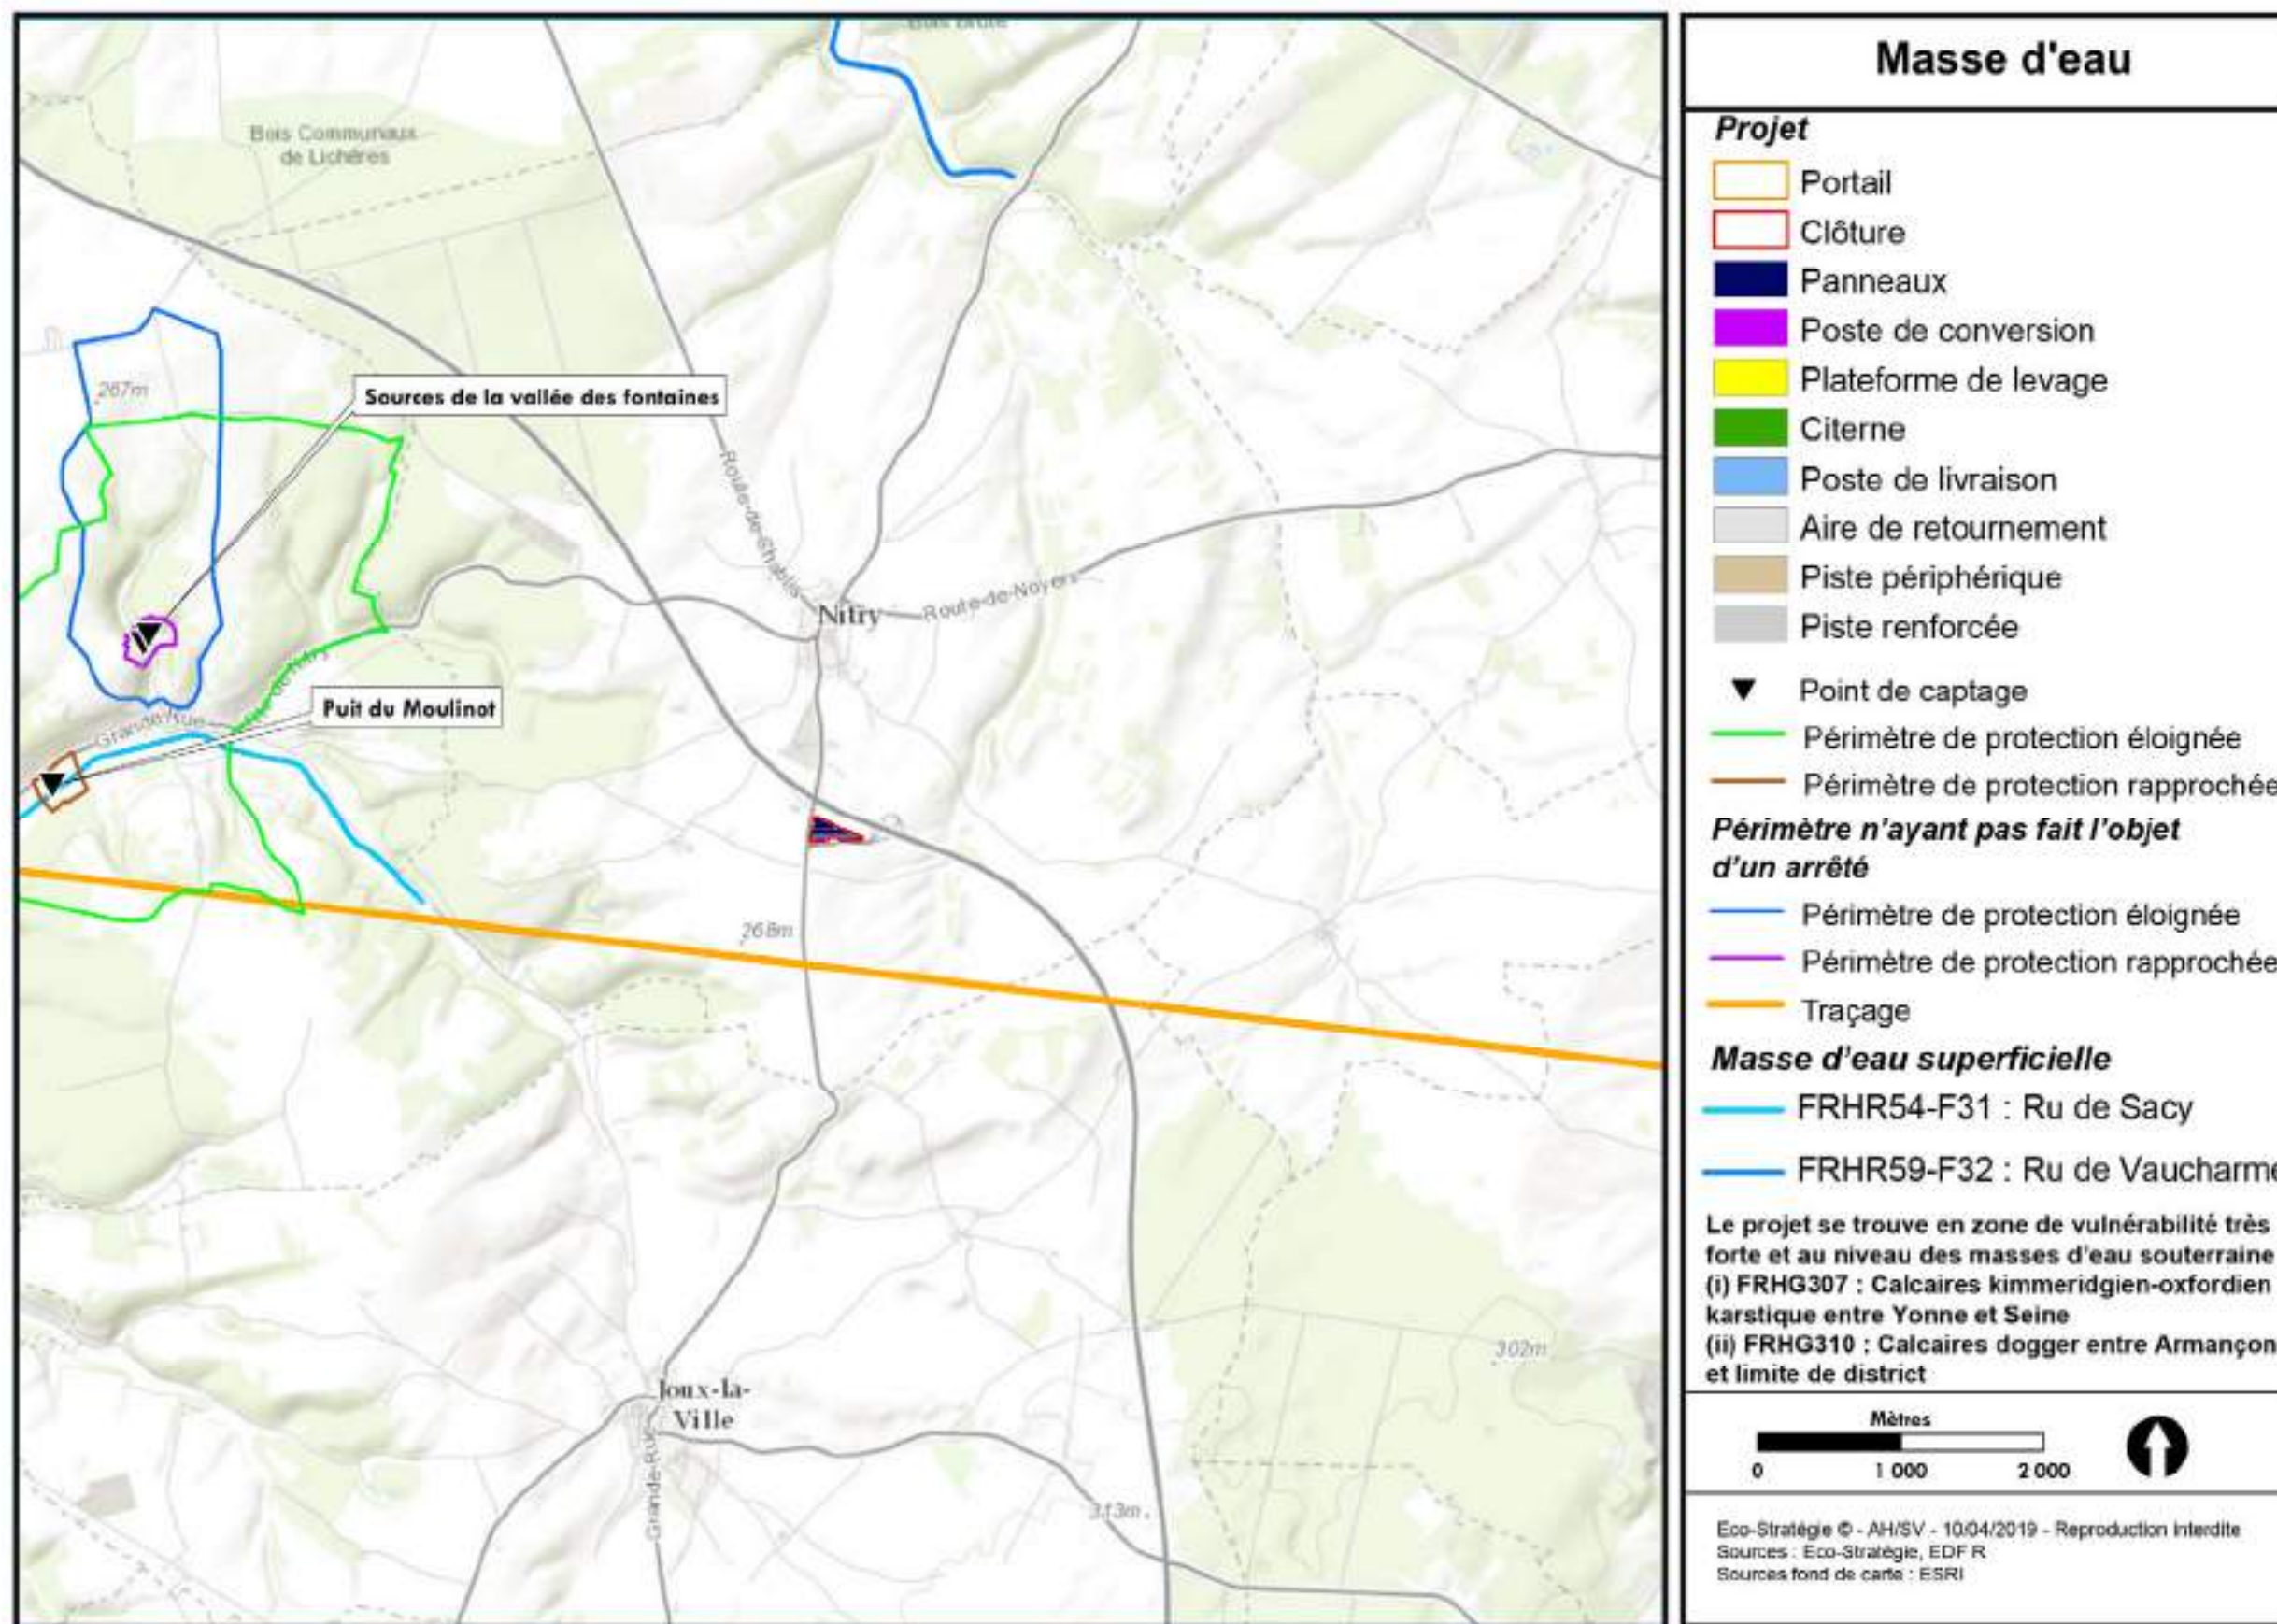 Bois Brûlé
Bois Communaux
de Lichères
267m
Sources de la vallée des fontaines
Route-de-Chablis
Nitry
Route-de-Noyers
Puit du Moulinot
Grande-Rue
268m
302m
Joux-la-
Ville
Grande-Rue
313m
Masse d'eau
Projet
Portail
Clôture
Panneaux
Poste de conversion
Plateforme de levage
Citerne
Poste de livraison
Aire de retournement
Piste périphérique
Piste renforcée
Point de captage
Périmètre de protection éloignée
Périmètre de protection rapprochée
Périmètre n'ayant pas fait l'objet
d'un arrêté
Périmètre de protection éloignée
Périmètre de protection rapprochée
Traçage
Masse d'eau superficielle
FRHR54-F31 : Ru de Sacy
FRHR59-F32 : Ru de Vaucharme
Le projet se trouve en zone de vulnérabilité très
forte et au niveau des masses d'eau souterraine
(i) FRHG307 : Calcaires kimmeridgien-oxfordien
karstique entre Yonne et Seine
(ii) FRHG310 : Calcaires dogger entre Armançon
et limite de district
Mètres
0 1 000 2 000
Eco-Stratégie © - AH/SV - 10/04/2019 - Reproduction interdite
Sources : Eco-Stratégie, EDF R
Sources fond de carte : ESRI